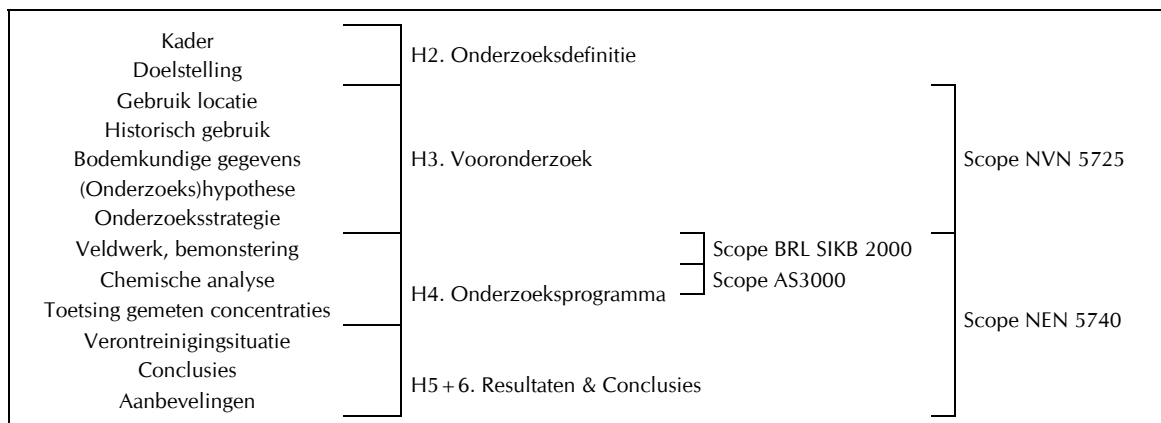 Kader
Doelstelling
H2. Onderzoeksdefinitie
Gebruik locatie
Historisch gebruik
Bodemkundige gegevens
(Onderzoeks)hypothese
Onderzoeksstrategie
H3. Vooronderzoek
Scope NVN 5725
Veldwerk, bemonstering
Chemische analyse
Toetsing gemeten concentraties
H4. Onderzoeksprogramma
Scope BRL SIKB 2000
Scope AS3000
Scope NEN 5740
Verontreinigingsituatie
Conclusies
Aanbevelingen
H5+6. Resultaten & Conclusies